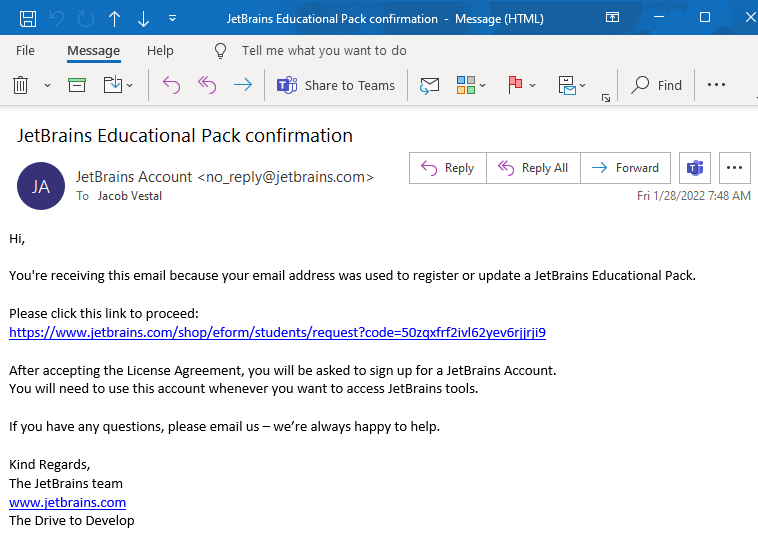 JetBrains Educational Pack confirmation - Message (HTML)
File Message Help Tell me what you want to do
Share to Teams Find
JetBrains Educational Pack confirmation
JA
JetBrains Account <no_reply@jetbrains.com>
To Jacob Vestal
Reply Reply All Forward
Fri 1/28/2022 7:48 AM
Hi,
You're receiving this email because your email address was used to register or update a JetBrains Educational Pack.
Please click this link to proceed:
https://www.jetbrains.com/shop/eform/students/request?code=50zqxfrf2ivl62yev6rjjrji9
After accepting the License Agreement, you will be asked to sign up for a JetBrains Account.
You will need to use this account whenever you want to access JetBrains tools.
If you have any questions, please email us – we’re always happy to help.
Kind Regards,
The JetBrains team
www.jetbrains.com
The Drive to Develop